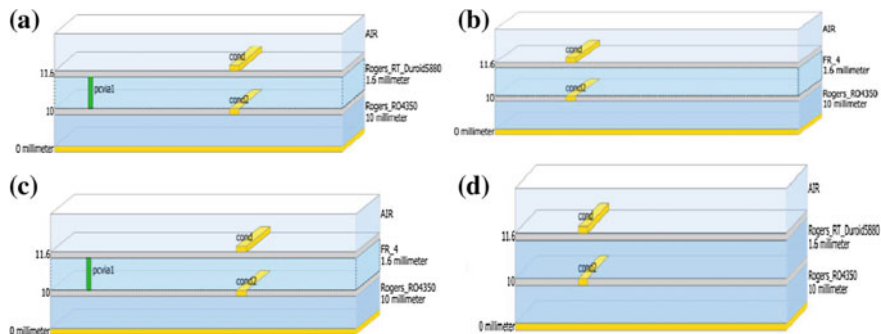 (a)
AIR
cond
11.6
Rogers_RT_Duroid5880
1.6 millimeter
pcvia1
cond2
10
Rogers_RO4350
10 millimeter
0 millimeter
(b)
AIR
cond
11.6
FR_4
1.6 millimeter
cond2
10
Rogers_RO4350
10 millimeter
0 millimeter
(c)
AIR
cond
11.6
FR_4
1.6 millimeter
pcvia1
cond2
10
Rogers_RO4350
10 millimeter
0 millimeter
(d)
AIR
cond
11.6
Rogers_RT_Duroid5880
1.6 millimeter
cond2
10
Rogers_RO4350
10 millimeter
0 millimeter